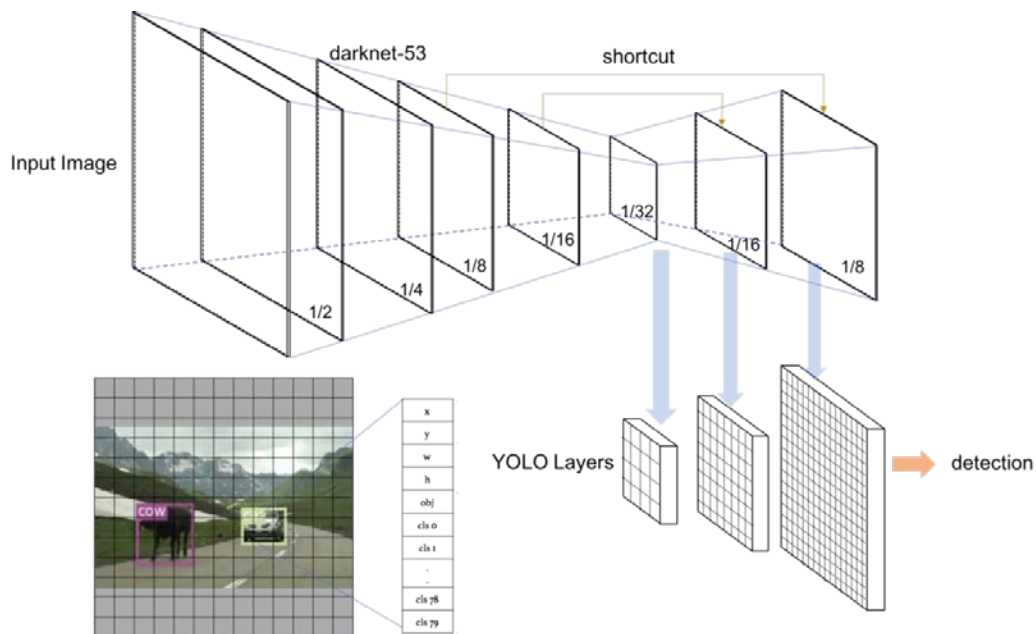 darknet-53
shortcut
Input Image
1/2
1/4
1/8
1/16
1/32
1/16
1/8
COW
x
y
w
h
obj
cls 0
cls 1
.
.
cls 78
cls 79
YOLO Layers
detection